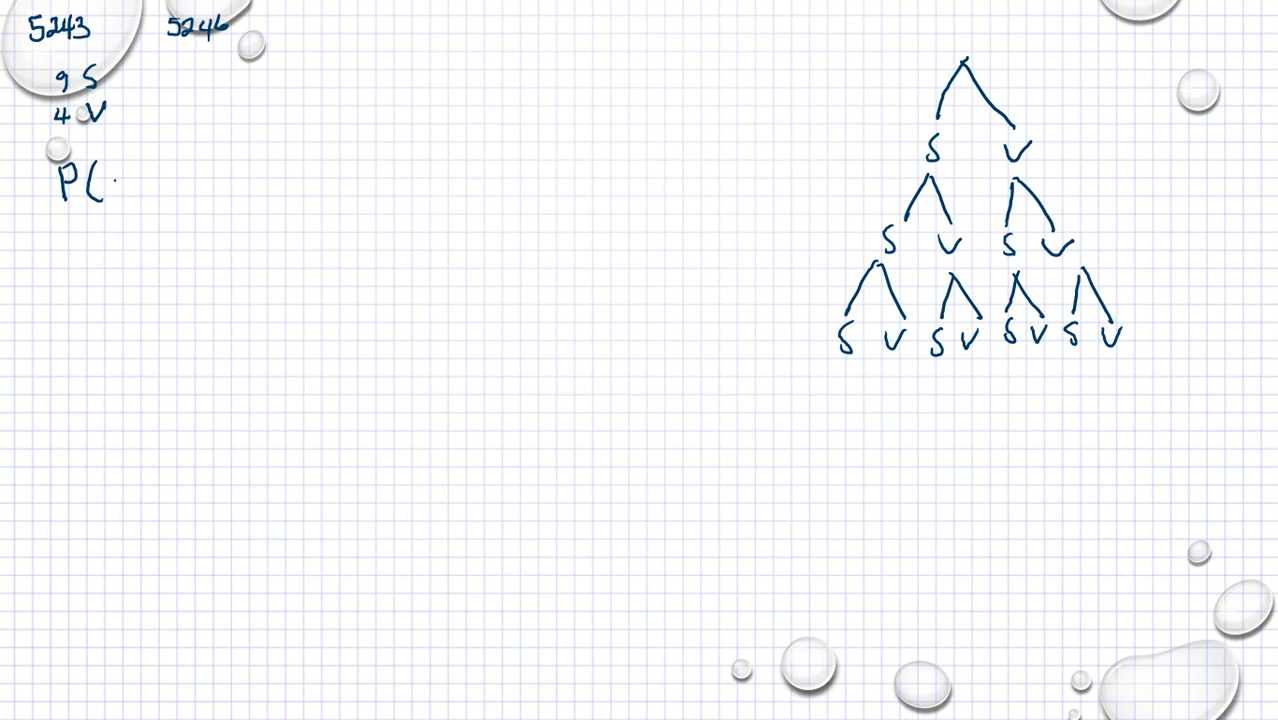 5243 5246
9 S
4 V
P(
S V
S V S V
S V S V S V S V